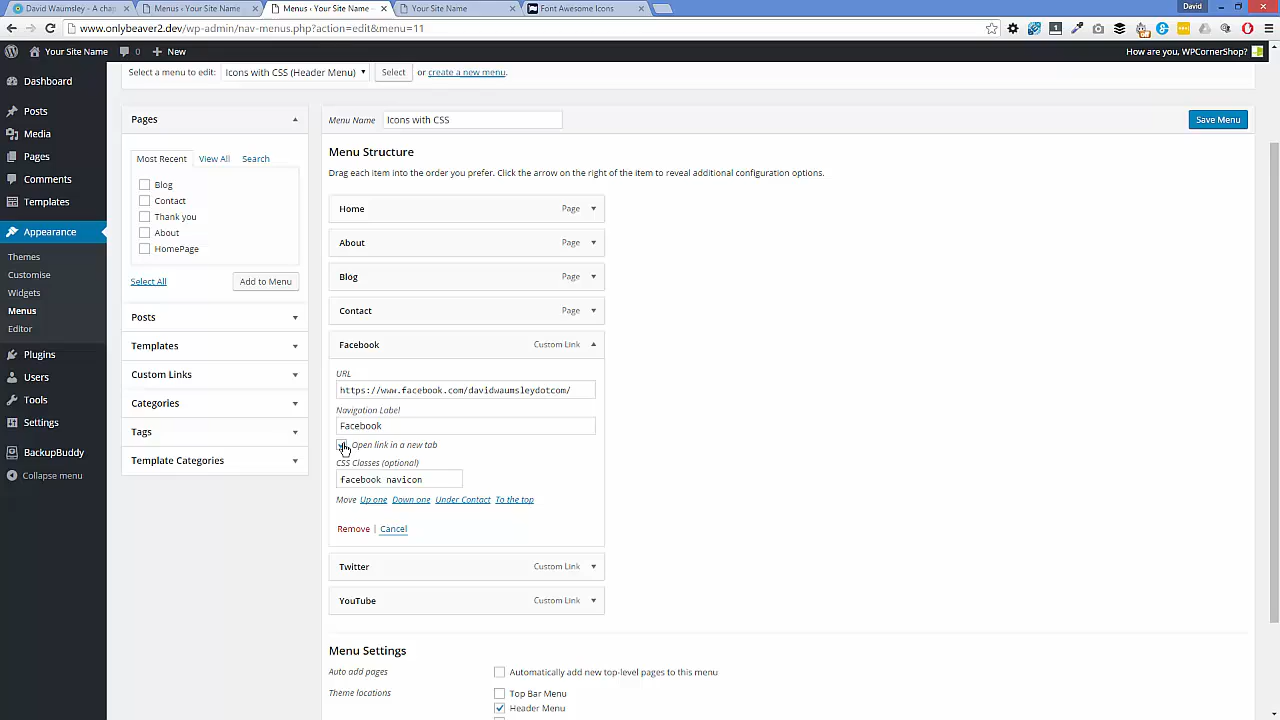 David Waumsley - A chap
Menus ‹ Your Site Name
Menus ‹ Your Site Name -
Your Site Name
Font Awesome Icons
David
www.onlybeaver2.dev/wp-admin/nav-menus.php?action=edit&menu=11
Your Site Name
0
New
How are you, WPCornerShop?
Dashboard
Posts
Media
Pages
Comments
Templates
Appearance
Themes
Customise
Widgets
Menus
Editor
Plugins
Users
Tools
Settings
BackupBuddy
Collapse menu
Select a menu to edit: Icons with CSS (Header Menu) Select or create a new menu.
Pages
Most Recent View All Search
Blog
Contact
Thank you
About
HomePage
Select All Add to Menu
Posts
Templates
Custom Links
Categories
Tags
Template Categories
Menu Name Icons with CSS Save Menu
Menu Structure
Drag each item into the order you prefer. Click the arrow on the right of the item to reveal additional configuration options.
Home Page
About Page
Blog Page
Contact Page
Facebook Custom Link
URL
https://www.facebook.com/davidwaumsleydotcom/
Navigation Label
Facebook
Open link in a new tab
CSS Classes (optional)
facebook navicon
Move Up one Down one Under Contact To the top
Remove | Cancel
Twitter Custom Link
YouTube Custom Link
Menu Settings
Auto add pages Automatically add new top-level pages to this menu
Theme locations Top Bar Menu
Header Menu